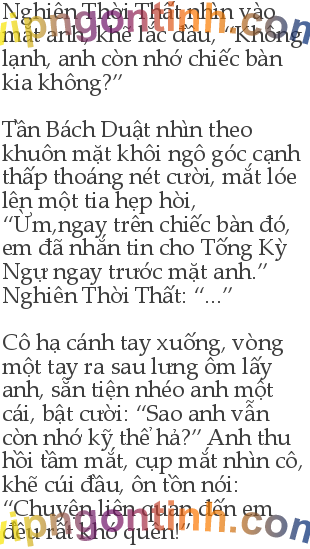 Nghiên Thời Thất nhìn vào
mắt anh, khẽ lắc đầu, “Không
lạnh, anh còn nhớ chiếc bàn
kia không?”
Tần Bách Duật nhìn theo
khuôn mặt khôi ngô góc cạnh
thấp thoáng nét cười, mắt lóe
lên một tia hẹp hòi,
“Ừm,ngay trên chiếc bàn đó,
em đã nhắn tin cho Tống Kỳ
Ngự ngay trước mặt anh.”
Nghiên Thời Thất: “...”
Cô hạ cánh tay xuống, vòng
một tay ra sau lưng ôm lấy
anh, sẵn tiện nhéo anh một
cái, bật cười: “Sao anh vẫn
còn nhớ kỹ thể hả?” Anh thu
hồi tầm mắt, cụp mắt nhìn cô,
khẽ cúi đầu, ôn tồn nói:
“Chuyện liên quan đến em
đều rất khó quên!”
vipngontinh.com
vipngontinh.com